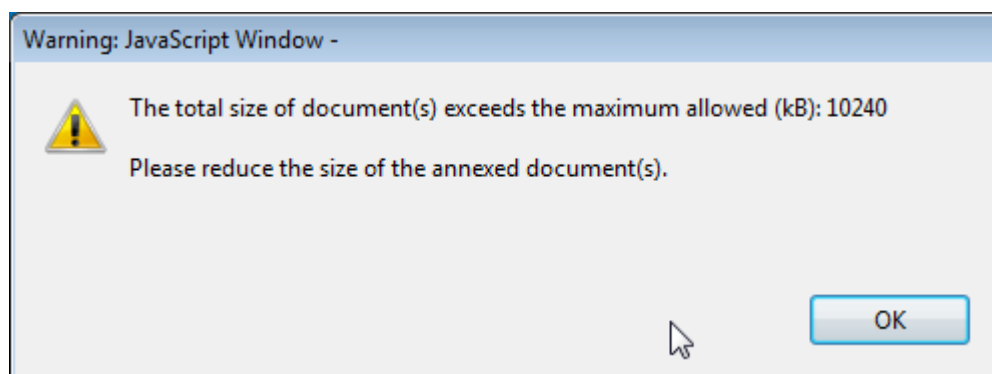 Warning: JavaScript Window -
The total size of document(s) exceeds the maximum allowed (kB): 10240
Please reduce the size of the annexed document(s).
OK